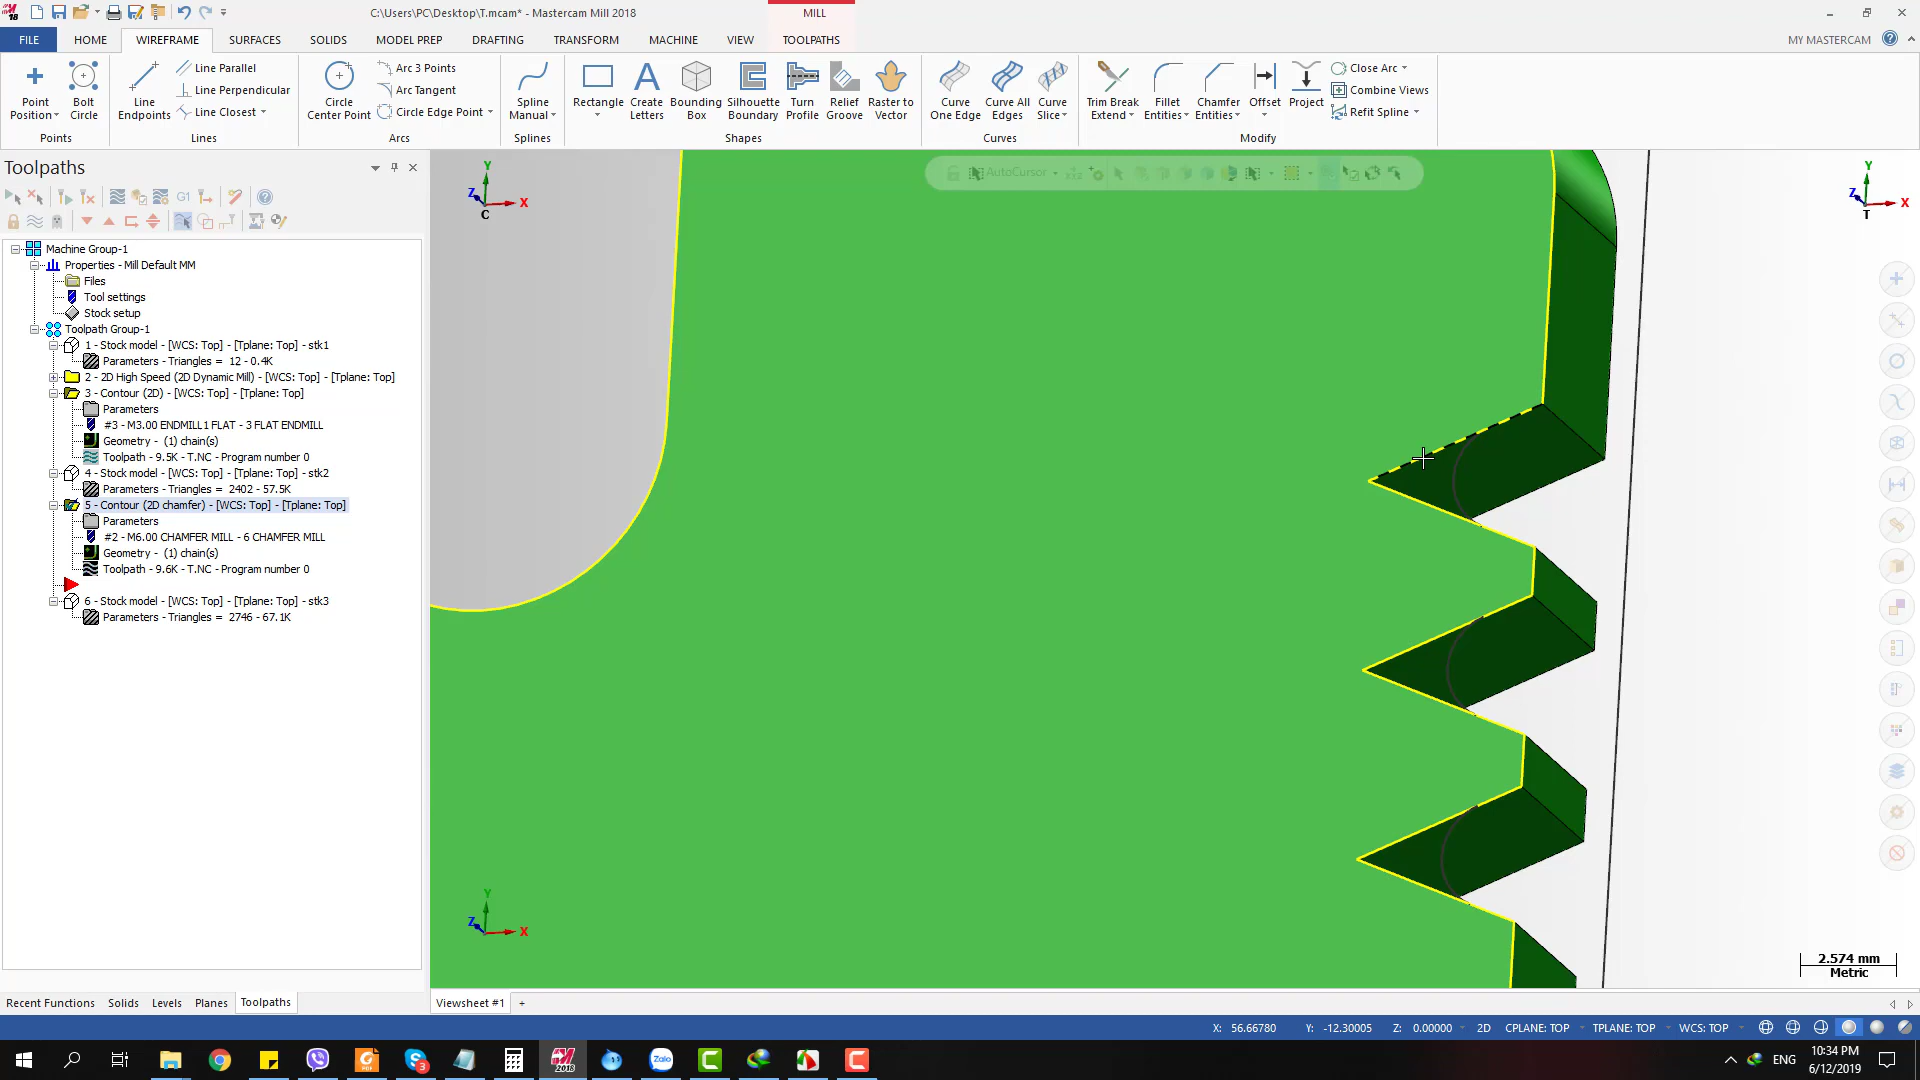 C:\Users\PC\Desktop\T.mcam* - Mastercam Mill 2018
MILL
FILE HOME WIREFRAME SURFACES SOLIDS MODEL PREP DRAFTING TRANSFORM MACHINE VIEW TOOLPATHS MY MASTERCAM
Point Position
Bolt Circle
Points
Line Endpoints
Line Parallel
Line Perpendicular
Line Closest
Lines
Circle Center Point
Arc 3 Points
Arc Tangent
Circle Edge Point
Arcs
Spline Manual
Splines
Rectangle
Create Letters
Bounding Box
Silhouette Boundary
Turn Profile
Relief Groove
Raster to Vector
Shapes
Curve One Edge
Curve All Edges
Curve Slice
Curves
Trim Break Extend
Fillet Entities
Chamfer Entities
Offset
Project
Close Arc
Combine Views
Refit Spline
Modify
Toolpaths
G1
Machine Group-1
Properties - Mill Default MM
Files
Tool settings
Stock setup
Toolpath Group-1
1 - Stock model - [WCS: Top] - [Tplane: Top] - stk1
Parameters - Triangles = 12 - 0.4K
2 - 2D High Speed (2D Dynamic Mill) - [WCS: Top] - [Tplane: Top]
3 - Contour (2D) - [WCS: Top] - [Tplane: Top]
Parameters
#3 - M3.00 ENDMILL1 FLAT - 3 FLAT ENDMILL
Geometry - (1) chain(s)
Toolpath - 9.5K - T.NC - Program number 0
4 - Stock model - [WCS: Top] - [Tplane: Top] - stk2
Parameters - Triangles = 2402 - 57.5K
5 - Contour (2D chamfer) - [WCS: Top] - [Tplane: Top]
Parameters
#2 - M6.00 CHAMFER MILL - 6 CHAMFER MILL
Geometry - (1) chain(s)
Toolpath - 9.6K - T.NC - Program number 0
6 - Stock model - [WCS: Top] - [Tplane: Top] - stk3
Parameters - Triangles = 2746 - 67.1K
AutoCursor
Y
Z X
C
Y
Z X
T
Y
Z X
2.574 mm
Metric
Recent Functions Solids Levels Planes Toolpaths
Viewsheet #1 +
X: 56.66780 Y: -12.30005 Z: 0.00000 2D CPLANE: TOP TPLANE: TOP WCS: TOP
2018
3
Zalo
ENG
10:34 PM
6/12/2019